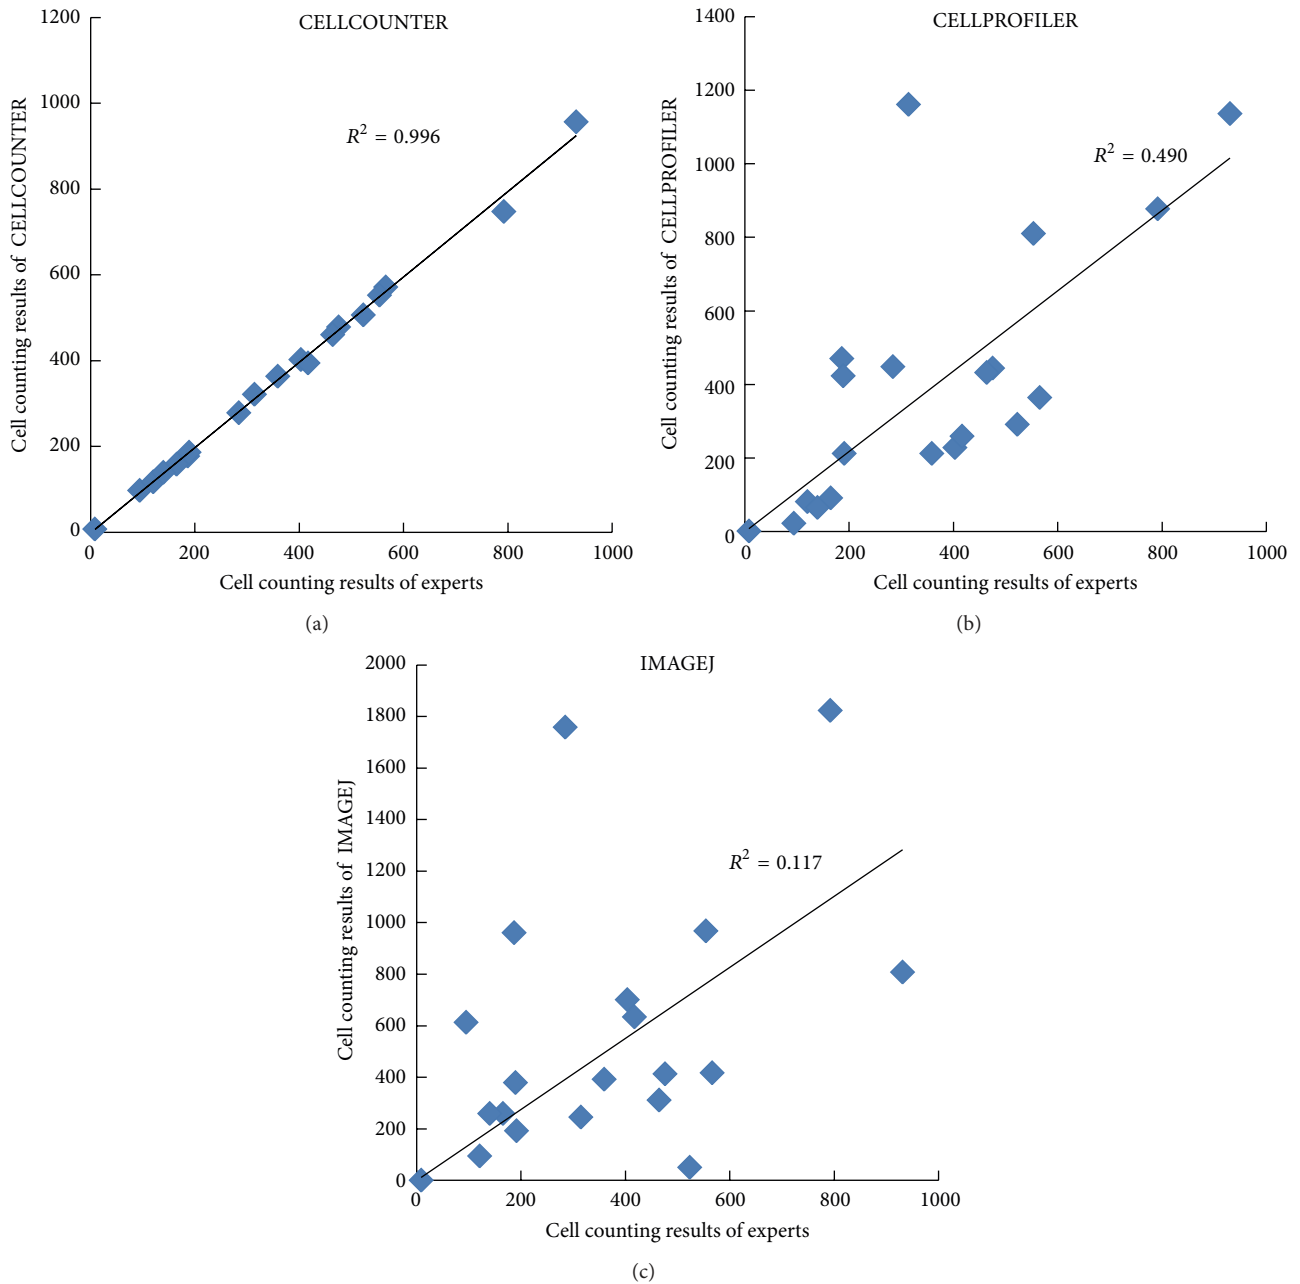 CELLCOUNTER
1200
1000
800
600
400
200
0
Cell counting results of CELLCOUNTER
R² = 0.996
0 200 400 600 800 1000
Cell counting results of experts
(a)
CELLPROFILER
1400
1200
1000
800
600
400
200
0
Cell counting results of CELLPROFILER
R² = 0.490
0 200 400 600 800 1000
Cell counting results of experts
(b)
IMAGEJ
2000
1800
1600
1400
1200
1000
800
600
400
200
0
Cell counting results of IMAGEJ
R² = 0.117
0 200 400 600 800 1000
Cell counting results of experts
(c)